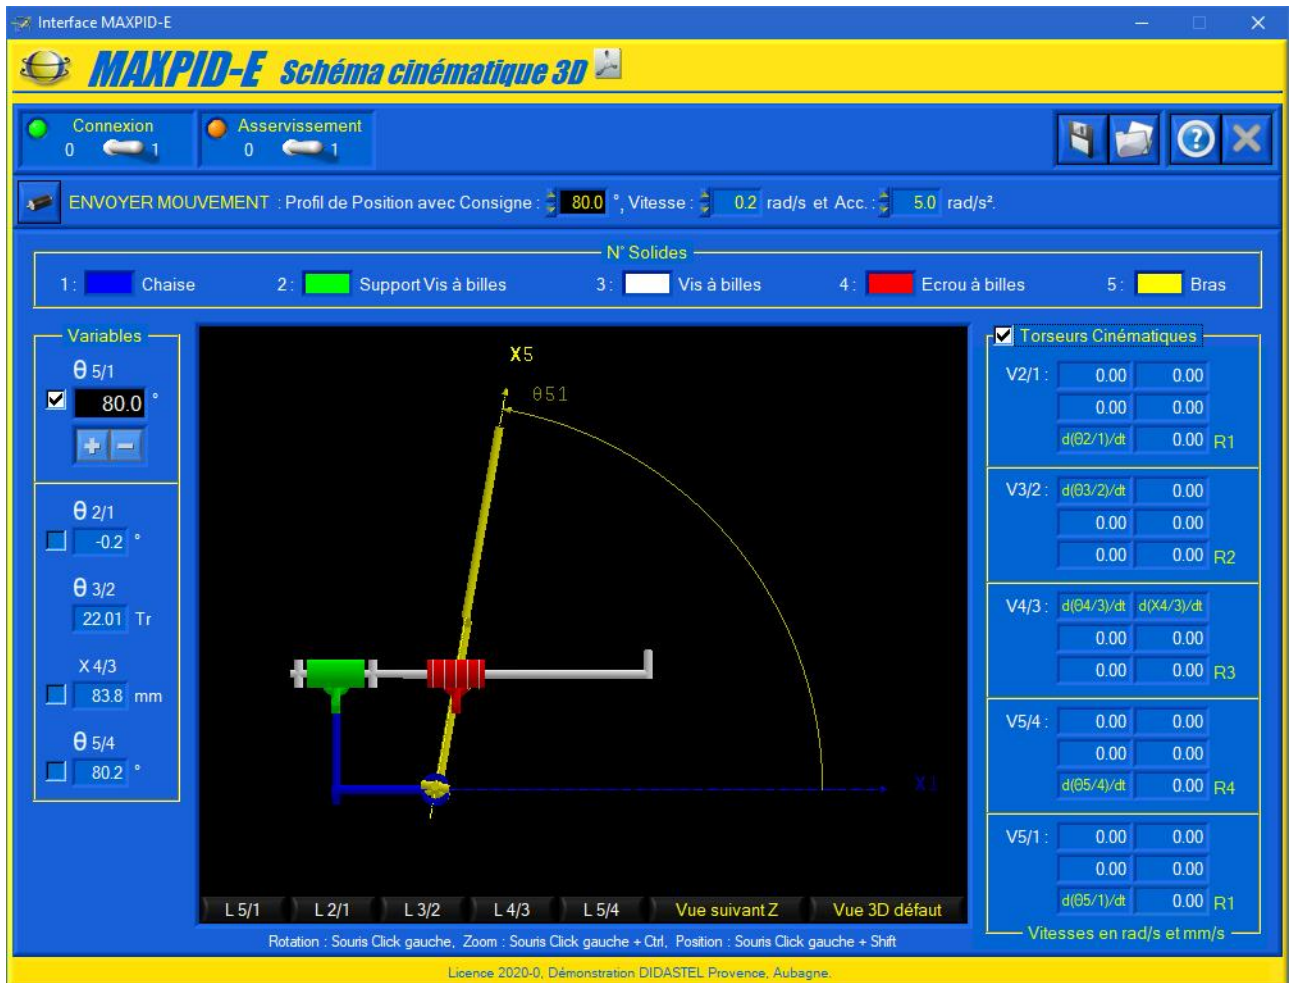 Interface MAXPID-E
MAXPID-E Schéma cinématique 3D
Connexion
0 1
Asservissement
0 1
ENVOYER MOUVEMENT : Profil de Position avec Consigne : 80.0 °, Vitesse : 0.2 rad/s et Acc. : 5.0 rad/s².
N° Solides
1 : Chaise 2 : Support Vis à billes 3 : Vis à billes 4 : Ecrou à billes 5 : Bras
Variables
θ 5/1
80.0 °
+ −
θ 2/1
-0.2 °
θ 3/2
22.01 Tr
X 4/3
83.8 mm
θ 5/4
80.2 °
X5
θ51
X1
L 5/1 L 2/1 L 3/2 L 4/3 L 5/4 Vue suivant Z Vue 3D défaut
Rotation : Souris Click gauche, Zoom : Souris Click gauche + Ctrl, Position : Souris Click gauche + Shift
Torseurs Cinématiques
V2/1 : 0.00 0.00
0.00 0.00
d(θ2/1)/dt 0.00 R1
V3/2 : d(θ3/2)/dt 0.00
0.00 0.00
0.00 0.00 R2
V4/3 : d(θ4/3)/dt d(X4/3)/dt
0.00 0.00
0.00 0.00 R3
V5/4 : 0.00 0.00
0.00 0.00
d(θ5/4)/dt 0.00 R4
V5/1 : 0.00 0.00
0.00 0.00
d(θ5/1)/dt 0.00 R1
Vitesses en rad/s et mm/s
Licence 2020-0, Démonstration DIDASTEL Provence, Aubagne.